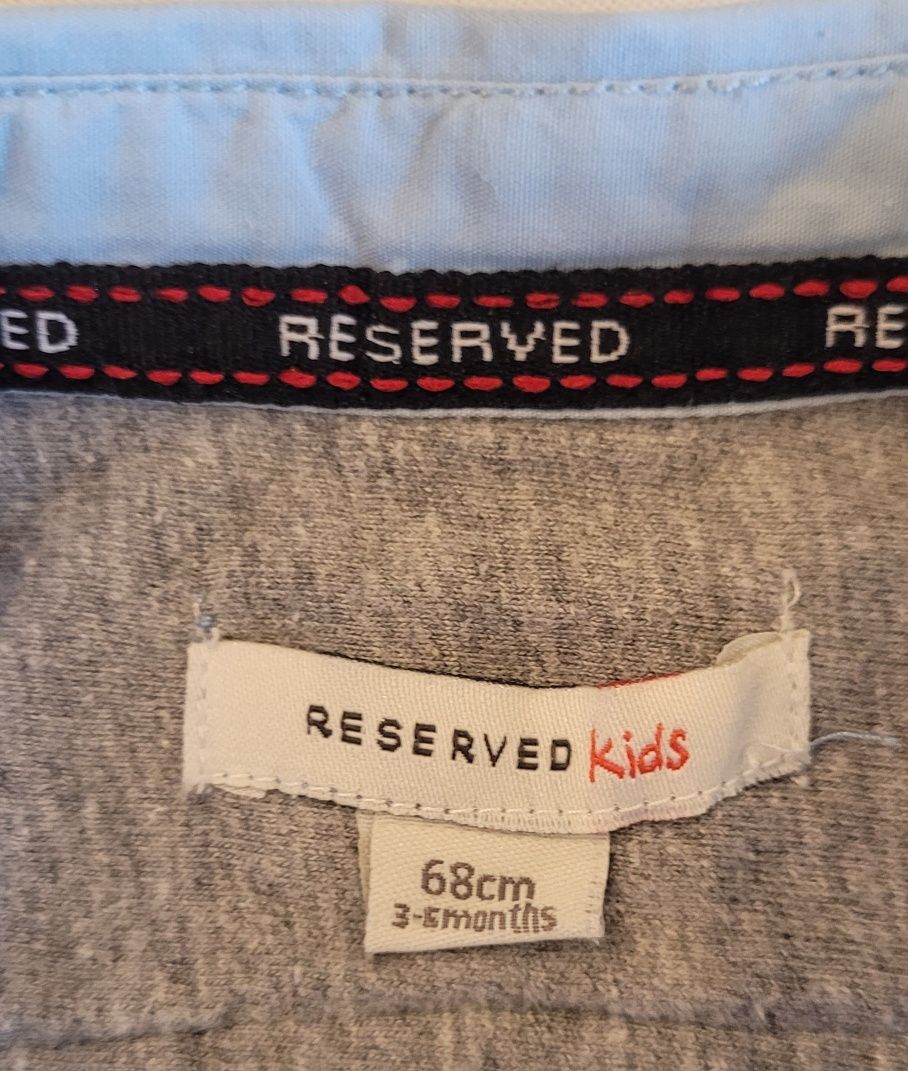 ED RESERVED RE
RESERVED kids
68cm
3-6months